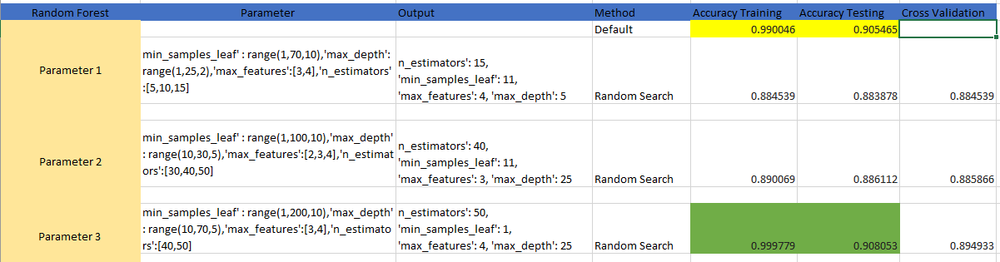 Random Forest Parameter Output Method Accuracy Training Accuracy Testing Cross Validation
Default 0.990046 0.905465
Parameter 1
min_samples_leaf' : range(1,70,10),'max_depth':
range(1,25,2),'max_features':[3,4],'n_estimators'
:[5,10,15]
n_estimators': 15,
'min_samples_leaf': 11,
'max_features': 4, 'max_depth': 5
Random Search 0.884539 0.883878 0.884539
Parameter 2
min_samples_leaf' : range(1,100,10),'max_depth'
: range(10,30,5),'max_features':[2,3,4],'n_estimat
ors':[30,40,50]
n_estimators': 40,
'min_samples_leaf': 11,
'max_features': 3, 'max_depth': 25
Random Search 0.890069 0.886112 0.885866
Parameter 3
min_samples_leaf' : range(1,200,10),'max_depth'
: range(10,70,5),'max_features':[3,4],'n_estimato
rs':[40,50]
n_estimators': 50,
'min_samples_leaf': 1,
'max_features': 4, 'max_depth': 25
Random Search 0.999779 0.908053 0.894933